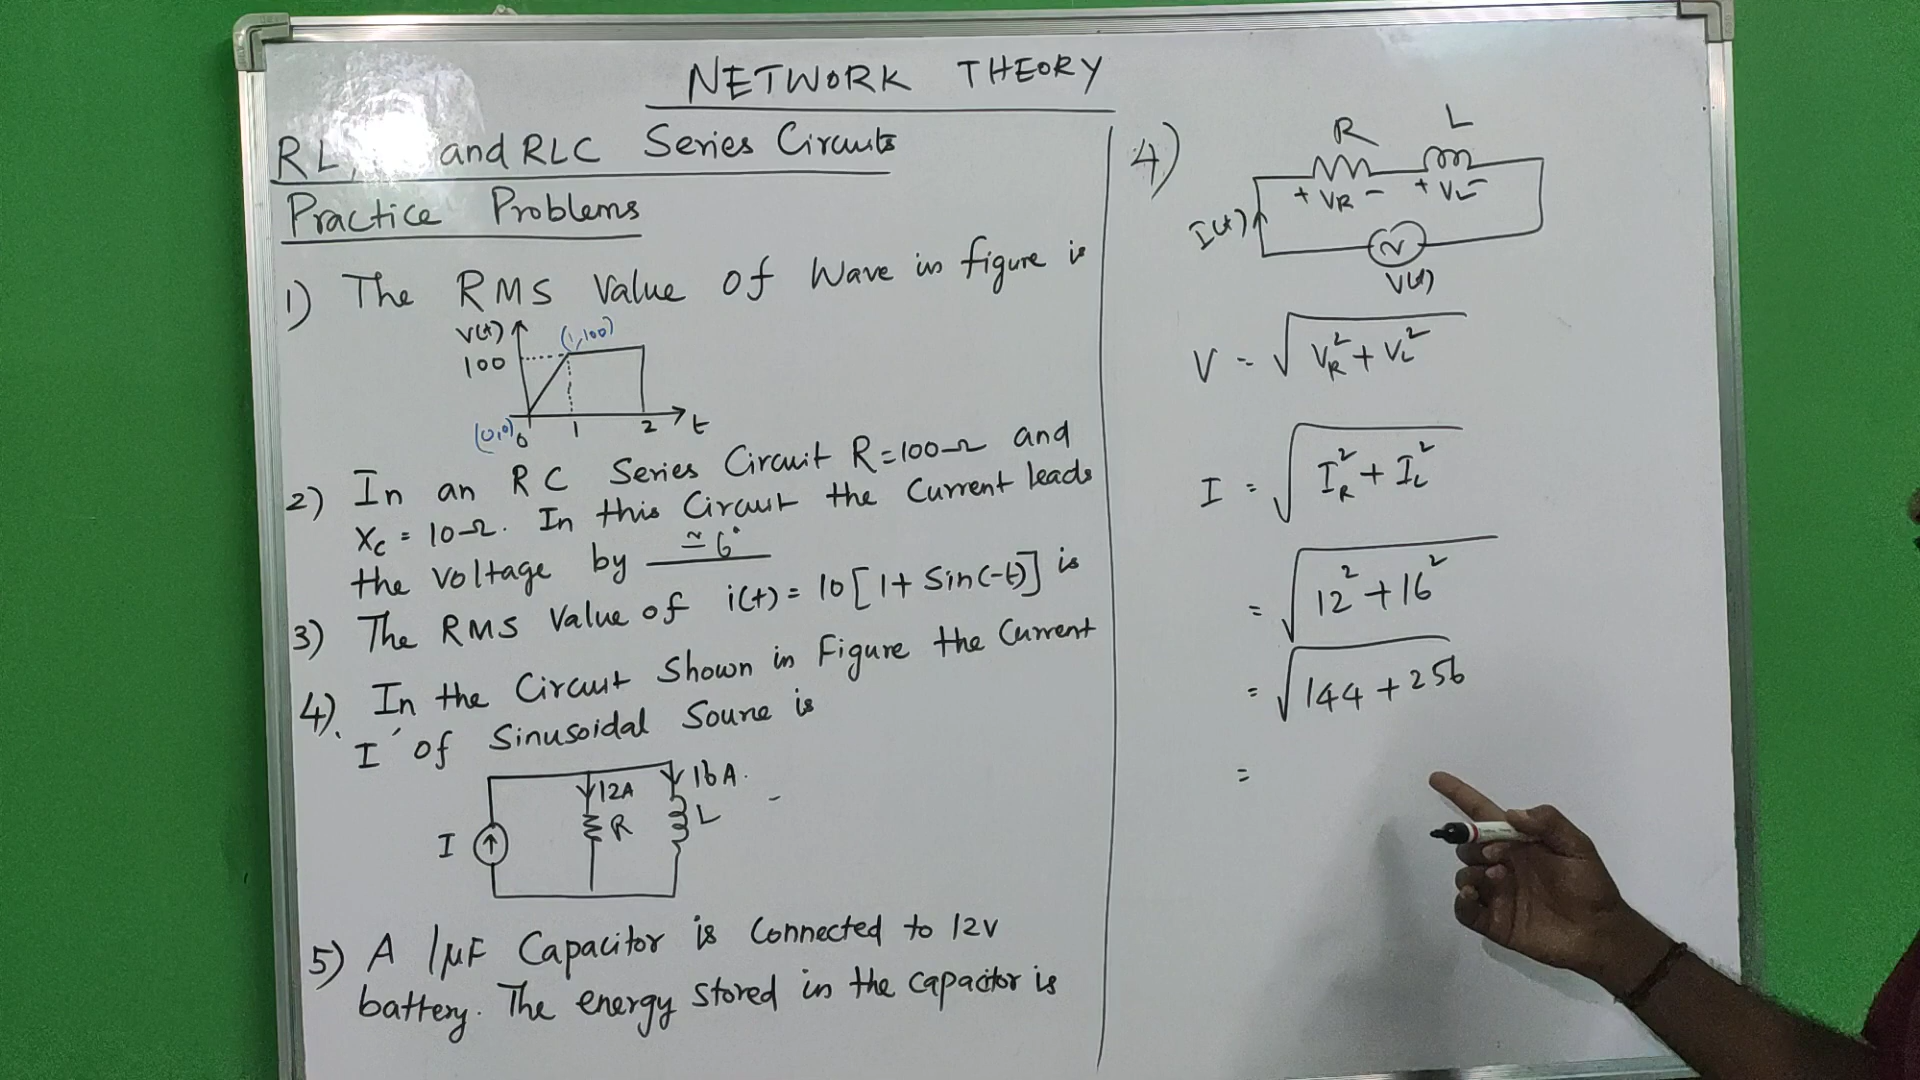 NETWORK THEORY
RL, and RLC Series Circuits
Practice Problems
1) The RMS Value of Wave in figure is
V(t)
(1,100)
100
(0,0) 0 1 2 t
2) In an RC Series Circuit R=100Ω and
Xc = 10Ω. In this Circuit the Current leads
the Voltage by ≃ 6°
3) The RMS Value of i(t) = 10[1+ Sin(-t)] is
4). In the Circuit Shown in Figure the Current
I of Sinusoidal Source is
12A 16A.
I R L
5) A 1μF Capacitor is Connected to 12V
battery. The energy stored in the capacitor is
4)
R L
+ VR - + VL -
I(t)
V(t)
V = √VR² + VL²
I = √IR² + IL²
= √12² + 16²
= √144 + 256
=